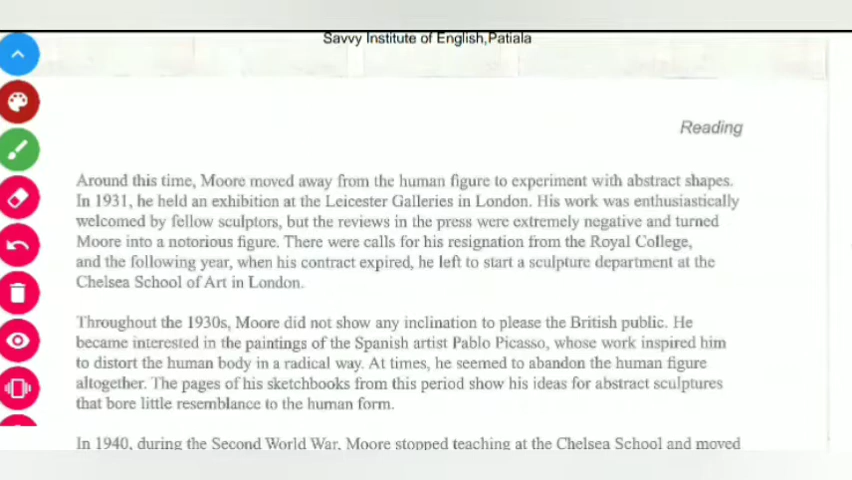 Savvy Institute of English,Patiala
Reading
Around this time, Moore moved away from the human figure to experiment with abstract shapes.
In 1931, he held an exhibition at the Leicester Galleries in London. His work was enthusiastically
welcomed by fellow sculptors, but the reviews in the press were extremely negative and turned
Moore into a notorious figure. There were calls for his resignation from the Royal College,
and the following year, when his contract expired, he left to start a sculpture department at the
Chelsea School of Art in London.
Throughout the 1930s, Moore did not show any inclination to please the British public. He
became interested in the paintings of the Spanish artist Pablo Picasso, whose work inspired him
to distort the human body in a radical way. At times, he seemed to abandon the human figure
altogether. The pages of his sketchbooks from this period show his ideas for abstract sculptures
that bore little resemblance to the human form.
In 1940, during the Second World War, Moore stopped teaching at the Chelsea School and moved